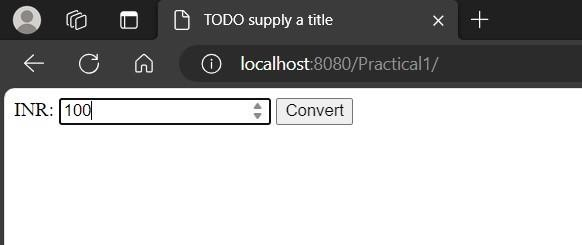 TODO supply a title
localhost:8080/Practical1/
INR: 100 Convert